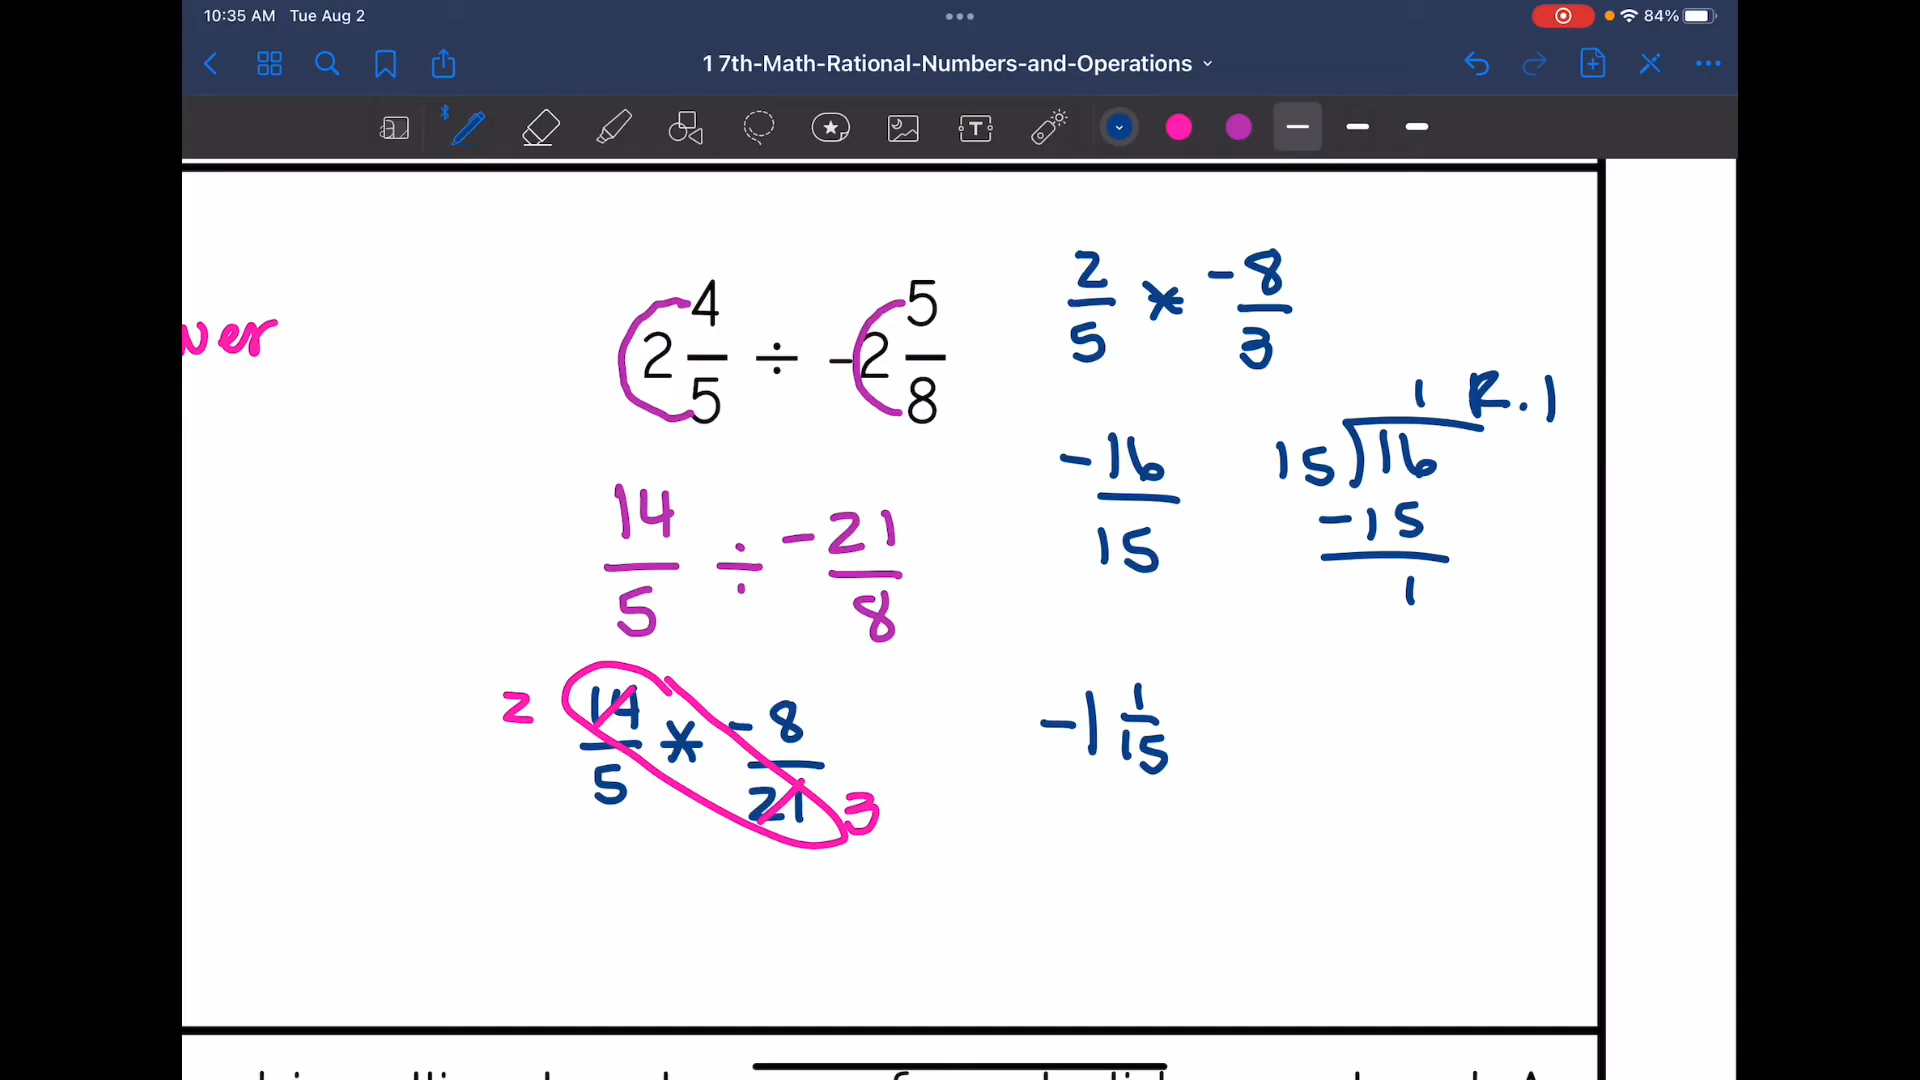 10:35 AM Tue Aug 2
84%
1 7th-Math-Rational-Numbers-and-Operations
T
2 4/5 ÷ -2 5/8
14/5 ÷ -21/8
2 14/5 * -8/21 3
2/5 * -8/3
-16/15
1 R.1
15)16
-15
1
-1 1/15